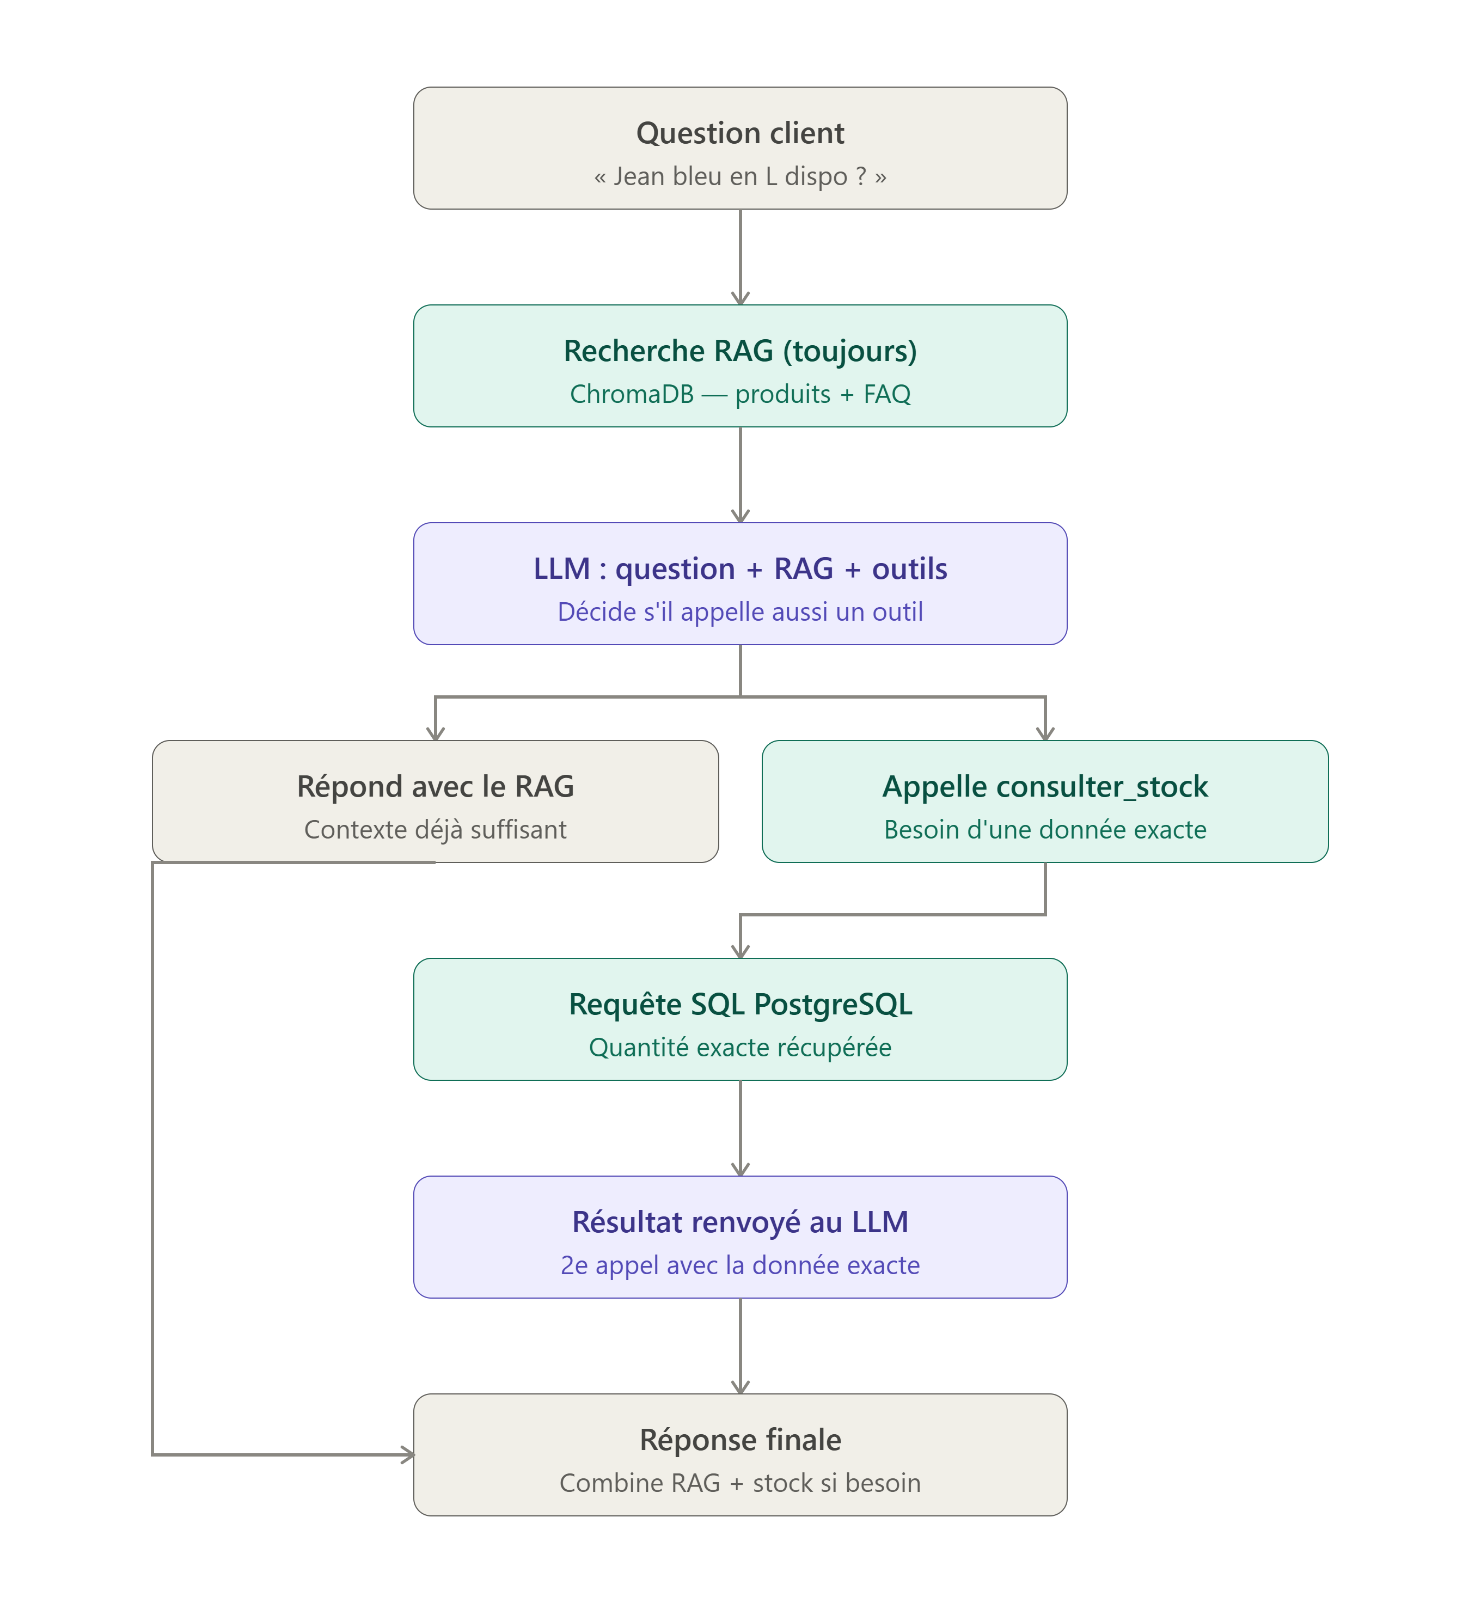 Question client
« Jean bleu en L dispo ? »
Recherche RAG (toujours)
ChromaDB — produits + FAQ
LLM : question + RAG + outils
Décide s'il appelle aussi un outil
Répond avec le RAG
Contexte déjà suffisant
Appelle consulter_stock
Besoin d'une donnée exacte
Requête SQL PostgreSQL
Quantité exacte récupérée
Résultat renvoyé au LLM
2e appel avec la donnée exacte
Réponse finale
Combine RAG + stock si besoin